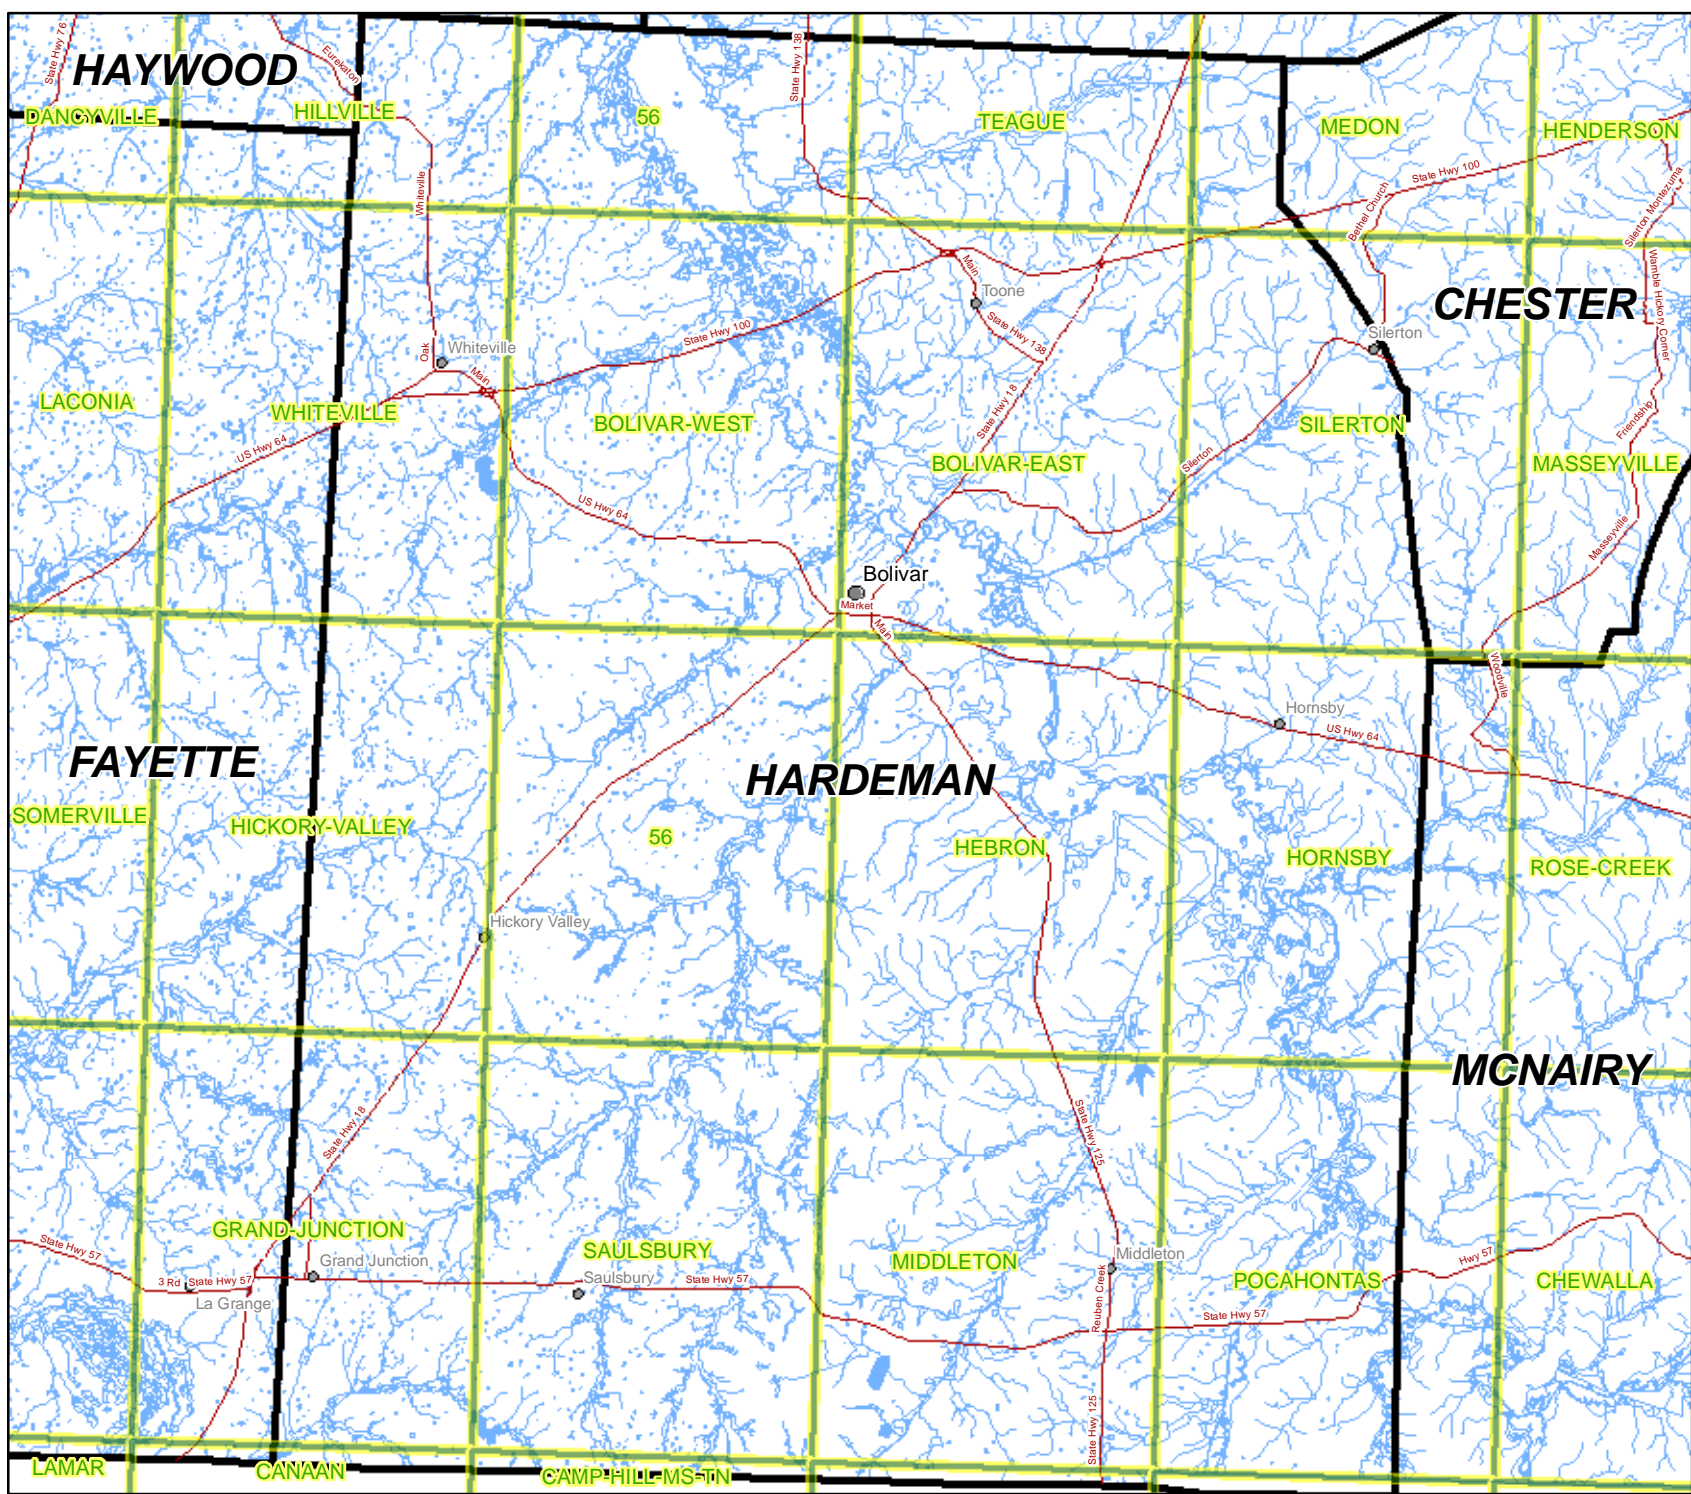 State Hwy 76
HAYWOOD
Eurekaton
State Hwy 138
DANCYVILLE
HILLVILLE
56
TEAGUE
MEDON
HENDERSON
State Hwy 100
Whiteville
Bethel Church
Silerton Montezuma
Main
Toone
State Hwy 138
CHESTER
Wamble Hickory Corner
Silerton
State Hwy 100
Oak
Whiteville
Main
LACONIA
WHITEVILLE
BOLIVAR-WEST
State Hwy 18
SILERTON
Friendship
US Hwy 64
BOLIVAR-EAST
Silerton
MASSEYVILLE
US Hwy 64
Masseyville
Bolivar
Market
Main
Woodville
Hornsby
US Hwy 64
FAYETTE
HARDEMAN
SOMERVILLE
HICKORY-VALLEY
56
HEBRON
HORNSBY
ROSE-CREEK
Hickory Valley
MCNAIRY
State Hwy 18
State Hwy 125
GRAND-JUNCTION
State Hwy 57
Grand Junction
SAULSBURY
MIDDLETON
Middleton
Hwy 57
3 Rd
State Hwy 57
La Grange
Saulsbury
State Hwy 57
Reuben Creek
POCAHONTAS
CHEWALLA
State Hwy 57
State Hwy 125
LAMAR
CANAAN
CAMP-HILL-MS-TN